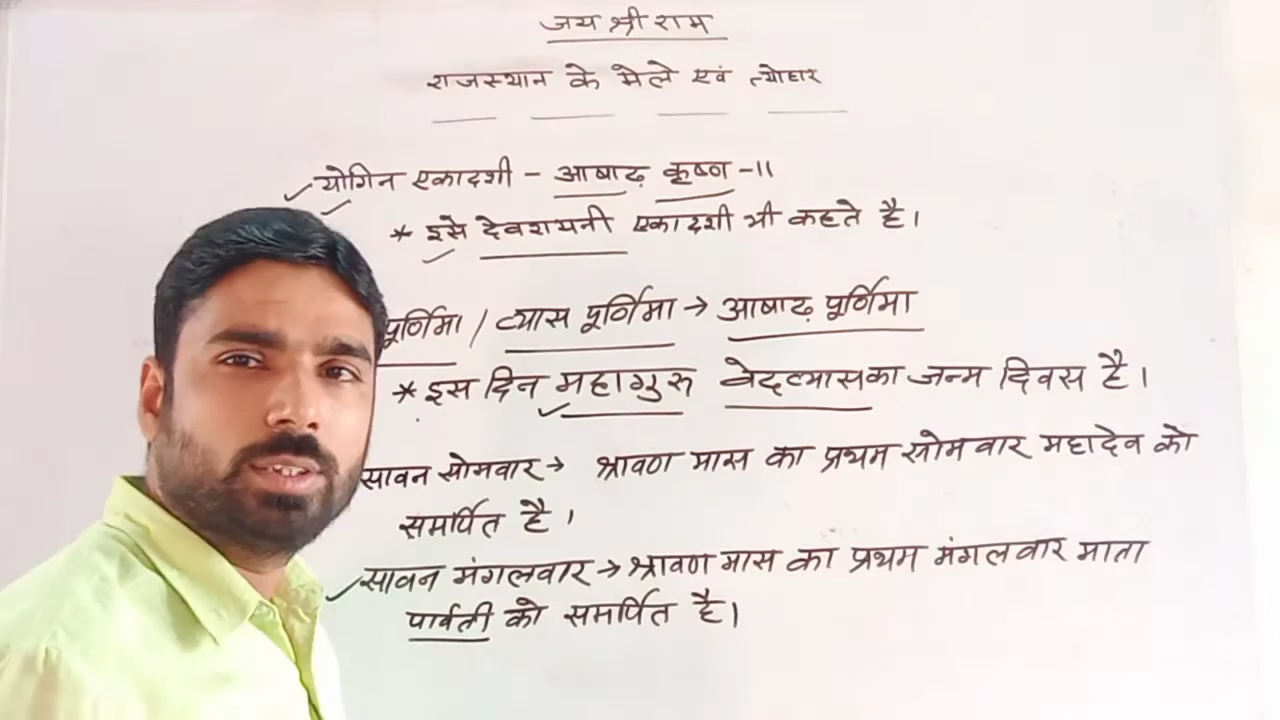 जय श्री राम
राजस्थान के मेले एवं त्योहार
योगिन एकादशी - आषाढ़ कृष्ण -11
* इसे देवशयनी एकादशी भी कहते है।
पूर्णिमा / व्यास पूर्णिमा → आषाढ़ पूर्णिमा
* इस दिन महागुरू वेदव्यास का जन्म दिवस है।
सावन सोमवार → श्रावण मास का प्रथम सोमवार महादेव को
समर्पित है।
सावन मंगलवार → श्रावण मास का प्रथम मंगलवार माता
पार्वती को समर्पित है।